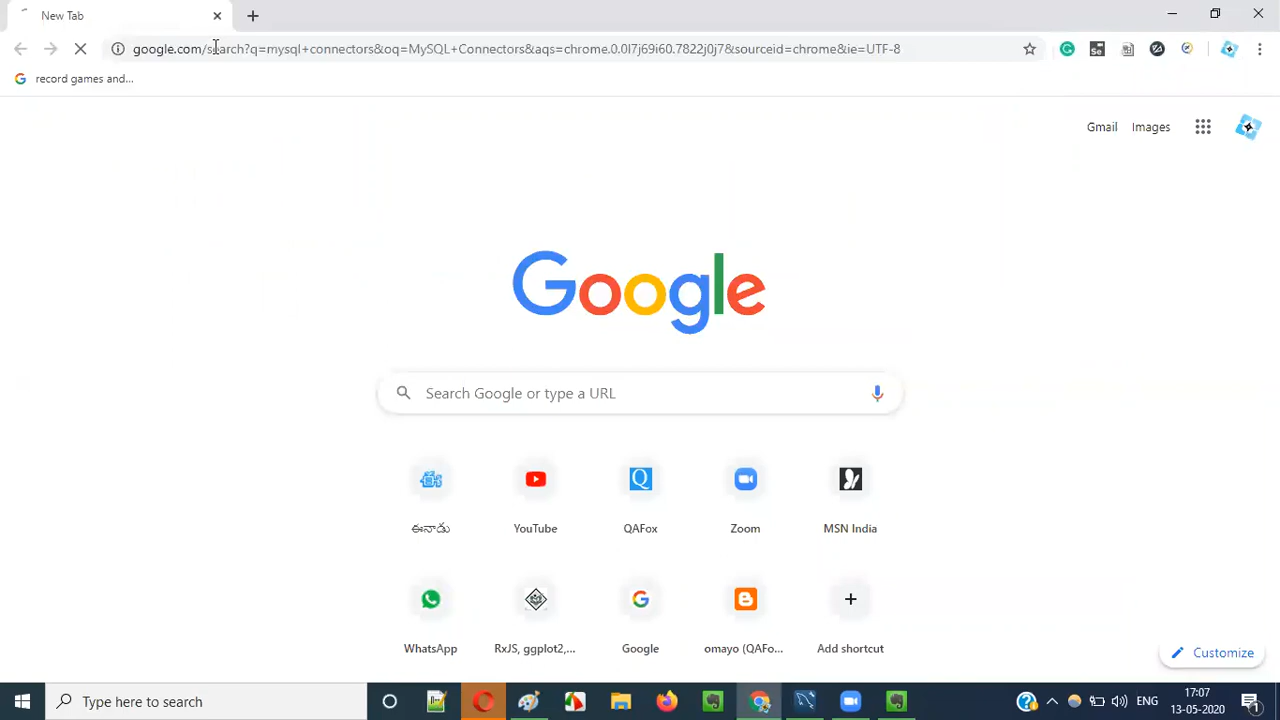 New Tab
google.com/search?q=mysql+connectors&oq=MySQL+Connectors&aqs=chrome.0.0l7j69i60.7822j0j7&sourceid=chrome&ie=UTF-8
record games and...
Gmail Images
Google
Search Google or type a URL
ఈనాడు YouTube QAFox Zoom MSN India
WhatsApp RxJS, ggplot2,... Google omayo (QAFo... Add shortcut
Customize
Type here to search
ENG
17:07
13-05-2020